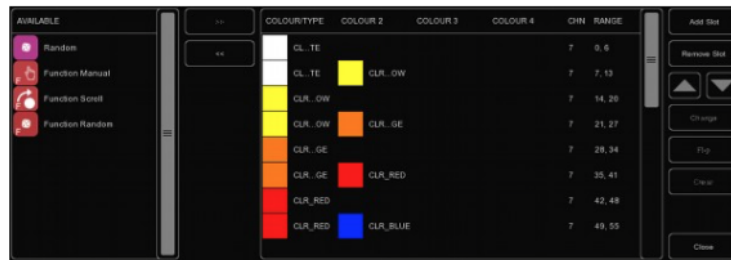 AVAILABLE
Random
F
Function Manual
F
Function Scroll
F
Function Random
>>
<<
COLOUR/TYPE COLOUR 2 COLOUR 3 COLOUR 4 CHN RANGE
CL...TE 7 0, 6
CL...TE CLR...OW 7 7, 13
CLR...OW 7 14, 20
CLR...OW CLR...GE 7 21, 27
CLR...GE 7 28, 34
CLR...GE CLR_RED 7 35, 41
CLR_RED 7 42, 48
CLR_RED CLR_BLUE 7 49, 55
Add Slot
Remove Slot
Change
Flip
Clear
Close